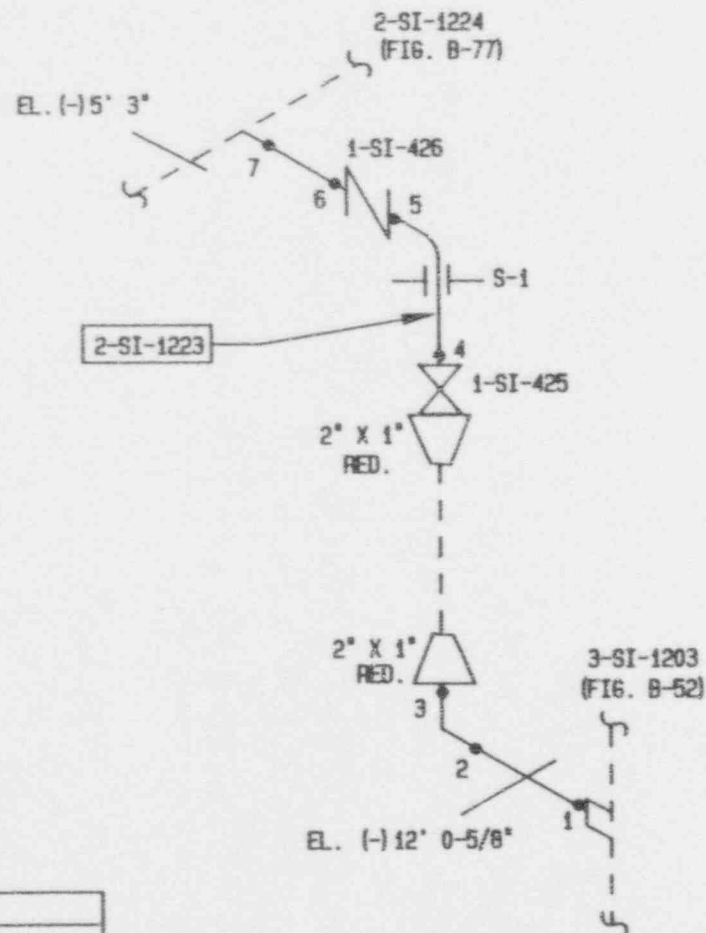 2-SI-1224
(FIG. B-77)
EL. (-) 5' 3"
1-SI-426
7
6
5
S-1
2-SI-1223
4
1-SI-425
2" X 1"
RED.
2" X 1"
RED.
3-SI-1203
(FIG. B-52)
3
2
1
EL. (-) 12' 0-5/8"